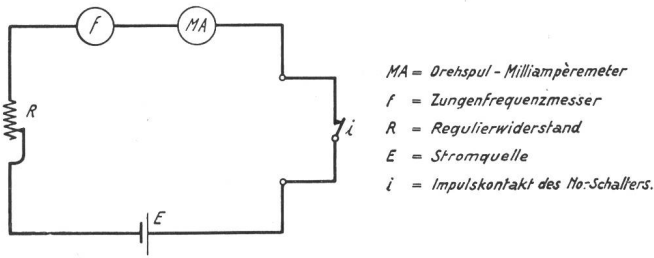 f
MA
R
i
E
MA = Drehspul-Milliampèremeter
f = Zungenfrequenzmesser
R = Regulierwiderstand
E = Stromquelle
i = Impulskontakt des No-Schalters.